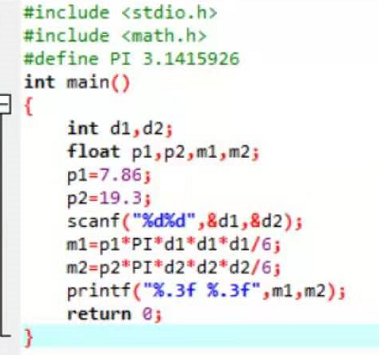 #include <stdio.h>
#include <math.h>
#define PI 3.1415926
int main()
{
int d1,d2;
float p1,p2,m1,m2;
p1=7.86;
p2=19.3;
scanf("%d%d",&d1,&d2);
m1=p1*PI*d1*d1*d1/6;
m2=p2*PI*d2*d2*d2/6;
printf("%.3f %.3f",m1,m2);
return 0;
}